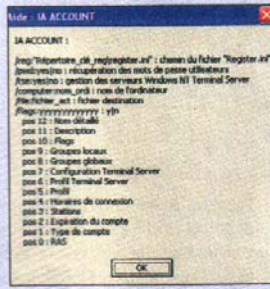 Aide : IA ACCOUNT
IA ACCOUNT :
/reg:"Répertoire_clé_reg\register.ini" : chemin du fichier "Register.ini"
/pwd:yes|no : récupération des mots de passe utilisateurs
/tse:yes|no : gestion des serveurs Windows NT Terminal Server
/computer:nom_ordi : nom de l'ordinateur
/file:fichier_act : fichier destination
/flags:yyyyyyyyyyyyy : y|n
pos 12 : Nom détaillé
pos 11 : Description
pos 10 : Flags
pos 9 : Groupes locaux
pos 8 : Groupes globaux
pos 7 : Configuration Terminal Server
pos 6 : Profil Terminal Server
pos 5 : Profil
pos 4 : Horaires de connexion
pos 3 : Stations
pos 2 : Expiration du compte
pos 1 : Type de compte
pos 0 : RAS
OK